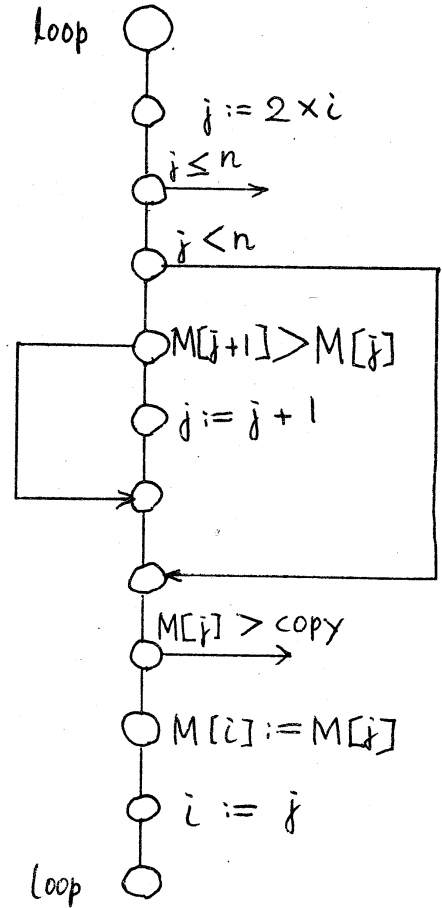 loop
j := 2 × i
j ≤ n
j < n
M[j+1] > M[j]
j := j + 1
M[j] > copy
M[i] := M[j]
i := j
loop